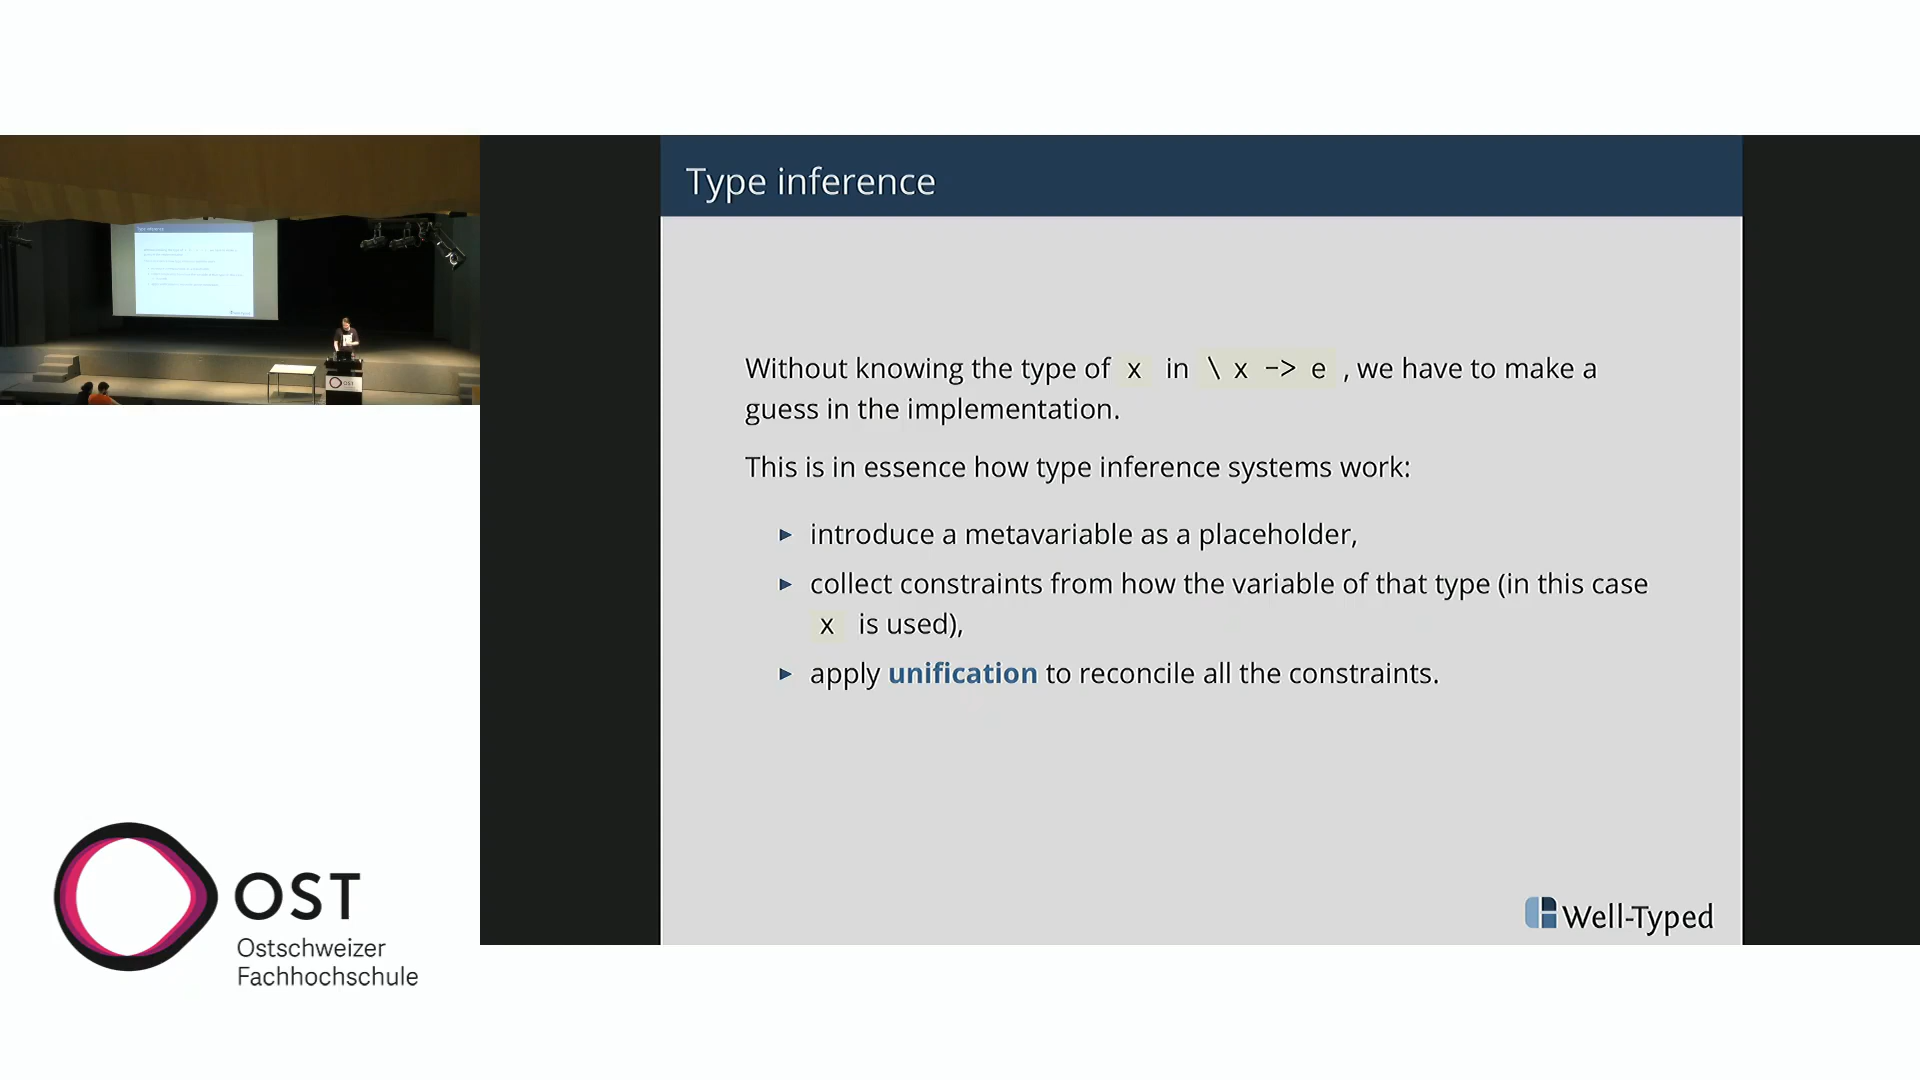 Type inference
Without knowing the type of x in \ x -> e , we have to make a
guess in the implementation.
This is in essence how type inference systems work:
► introduce a metavariable as a placeholder,
► collect constraints from how the variable of that type (in this case
x is used),
► apply unification to reconcile all the constraints.
Well-Typed
OST
OST
Ostschweizer
Fachhochschule